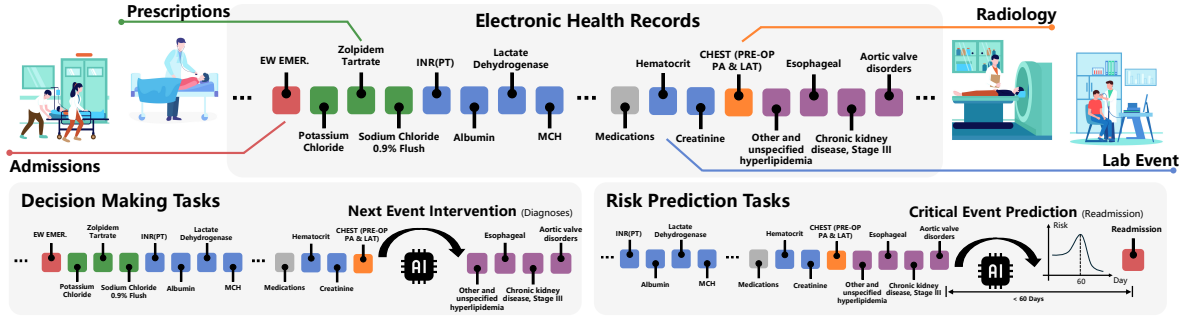 Prescriptions
Electronic Health Records
Radiology
EW EMER.
Zolpidem
Tartrate
INR(PT)
Lactate
Dehydrogenase
Hematocrit
CHEST (PRE-OP
PA & LAT)
Esophageal
Aortic valve
disorders
...
...
...
Potassium
Chloride
Sodium Chloride
0.9% Flush
Albumin
MCH
Medications
Creatinine
Other and
unspecified
hyperlipidemia
Chronic kidney
disease, Stage III
Admissions
Lab Event
Decision Making Tasks
Next Event Intervention (Diagnoses)
EW EMER.
Zolpidem
Tartrate
INR(PT)
Lactate
Dehydrogenase
Hematocrit
CHEST (PRE-OP
PA & LAT)
Esophageal
Aortic valve
disorders
...
...
AI
Potassium
Chloride
Sodium Chloride
0.9% Flush
Albumin
MCH
Medications
Creatinine
Other and
unspecified
hyperlipidemia
Chronic kidney
disease, Stage III
Risk Prediction Tasks
Critical Event Prediction (Readmission)
INR(PT)
Lactate
Dehydrogenase
Hematocrit
CHEST (PRE-OP
PA & LAT)
Esophageal
Aortic valve
disorders
Risk
Readmission
...
...
AI
60
Day
Albumin
MCH
Medications
Creatinine
Other and
unspecified
hyperlipidemia
Chronic kidney
disease, Stage III
< 60 Days